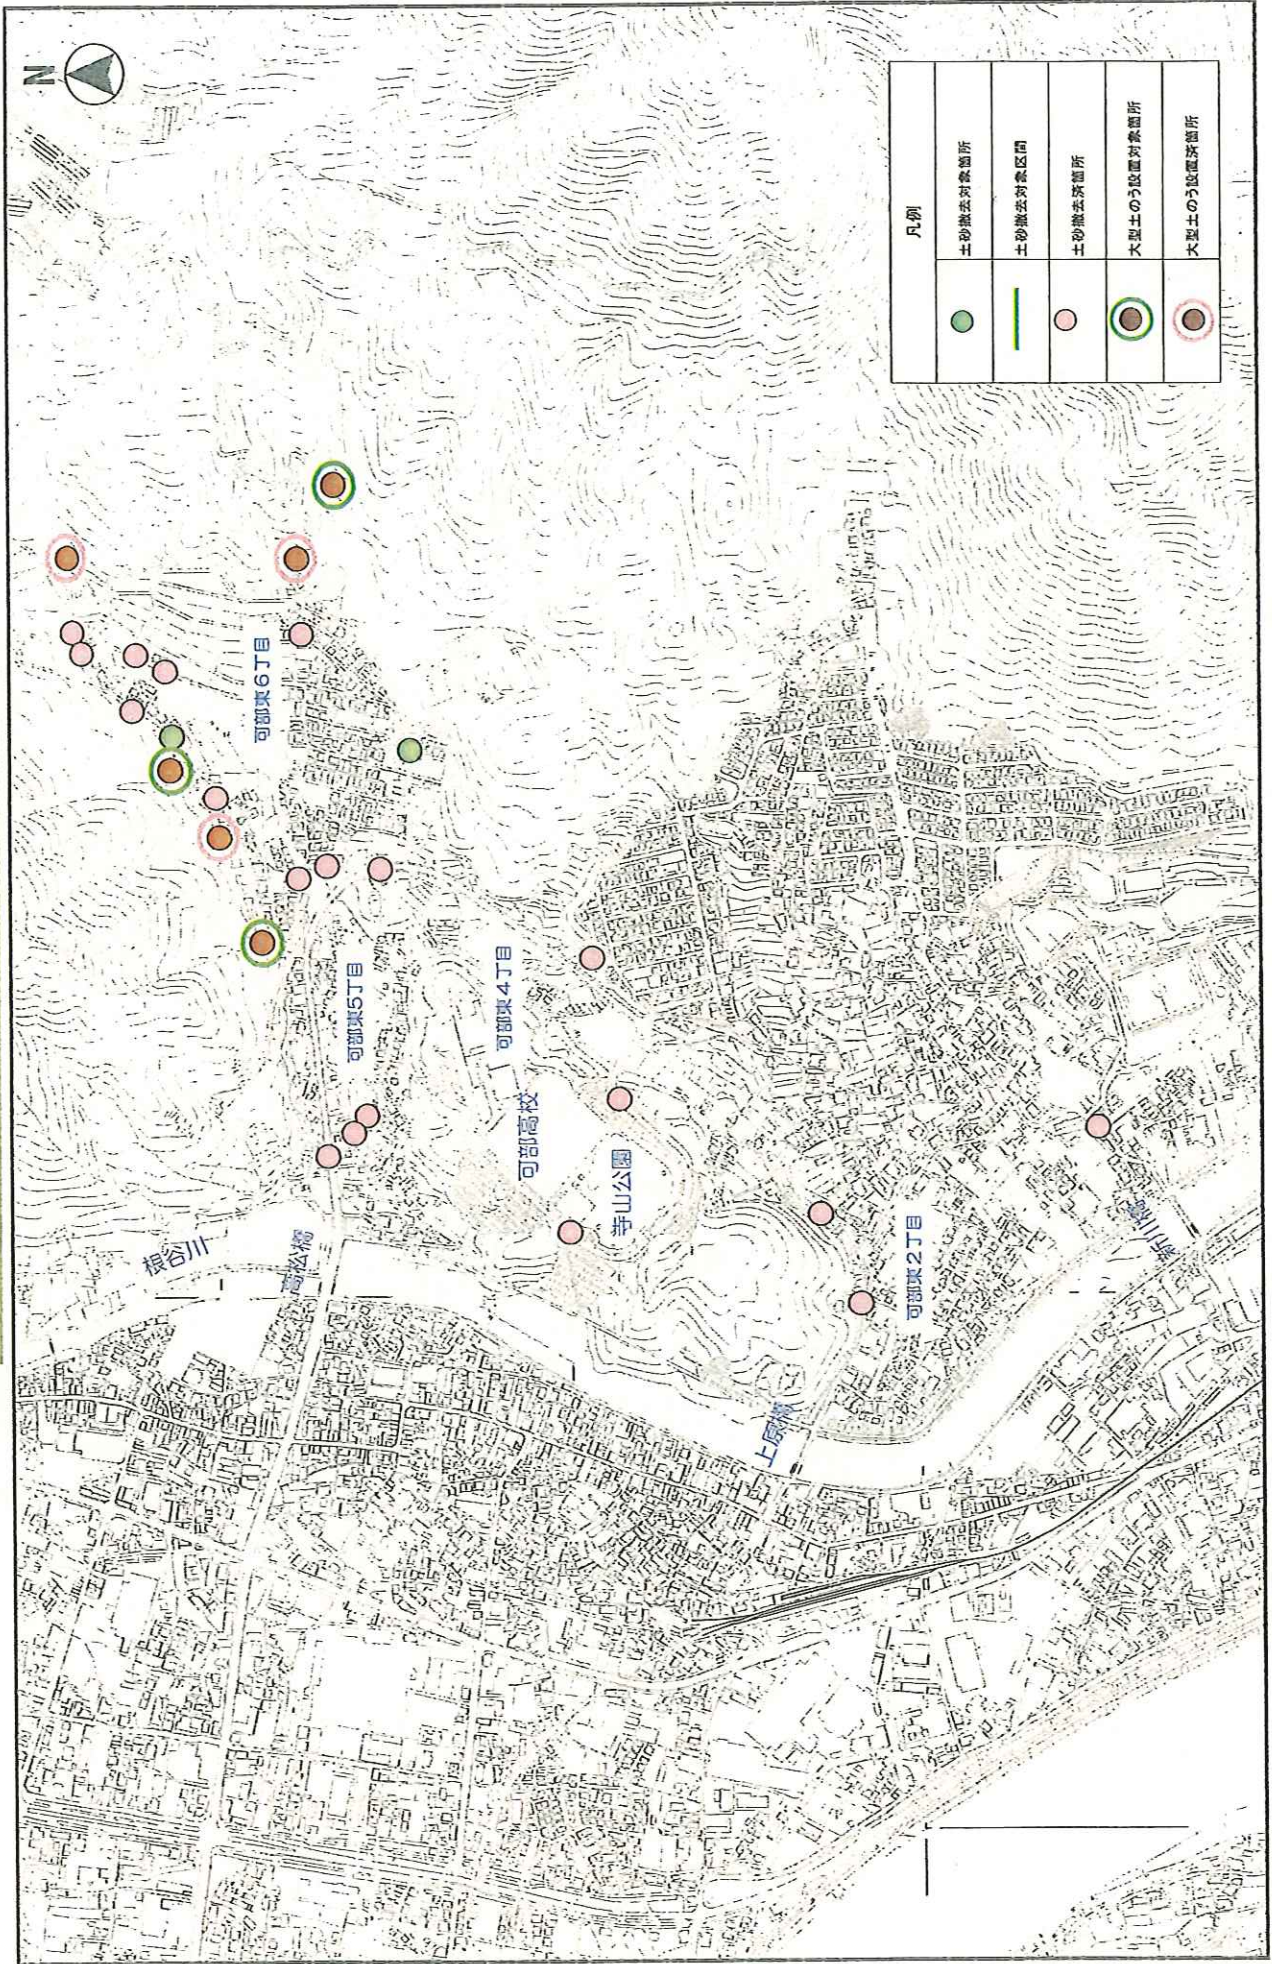 N
凡例
土砂撤去対象箇所
土砂撤去対象区間
土砂撤去済箇所
大型土のう設置対象箇所
大型土のう設置済箇所
可部東6丁目
可部東5丁目
可部東4丁目
可部高校
寺山公園
根谷川
高松橋
可部東2丁目
新川橋
上原橋